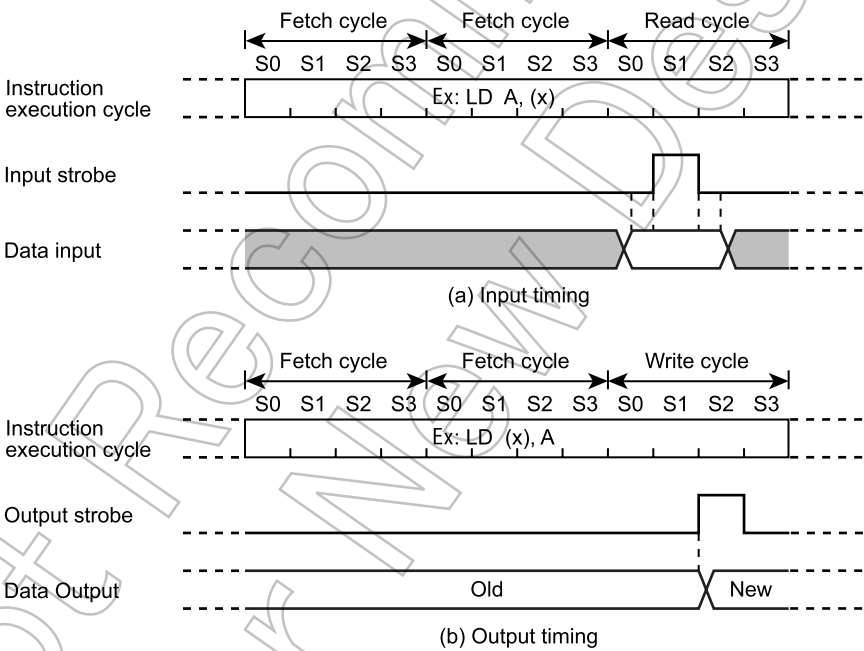 Fetch cycle Fetch cycle Read cycle
S0 S1 S2 S3 S0 S1 S2 S3 S0 S1 S2 S3
Instruction
execution cycle
Ex: LD A, (x)
Input strobe
Data input
(a) Input timing
Fetch cycle Fetch cycle Write cycle
S0 S1 S2 S3 S0 S1 S2 S3 S0 S1 S2 S3
Instruction
execution cycle
Ex: LD (x), A
Output strobe
Data Output
Old New
(b) Output timing